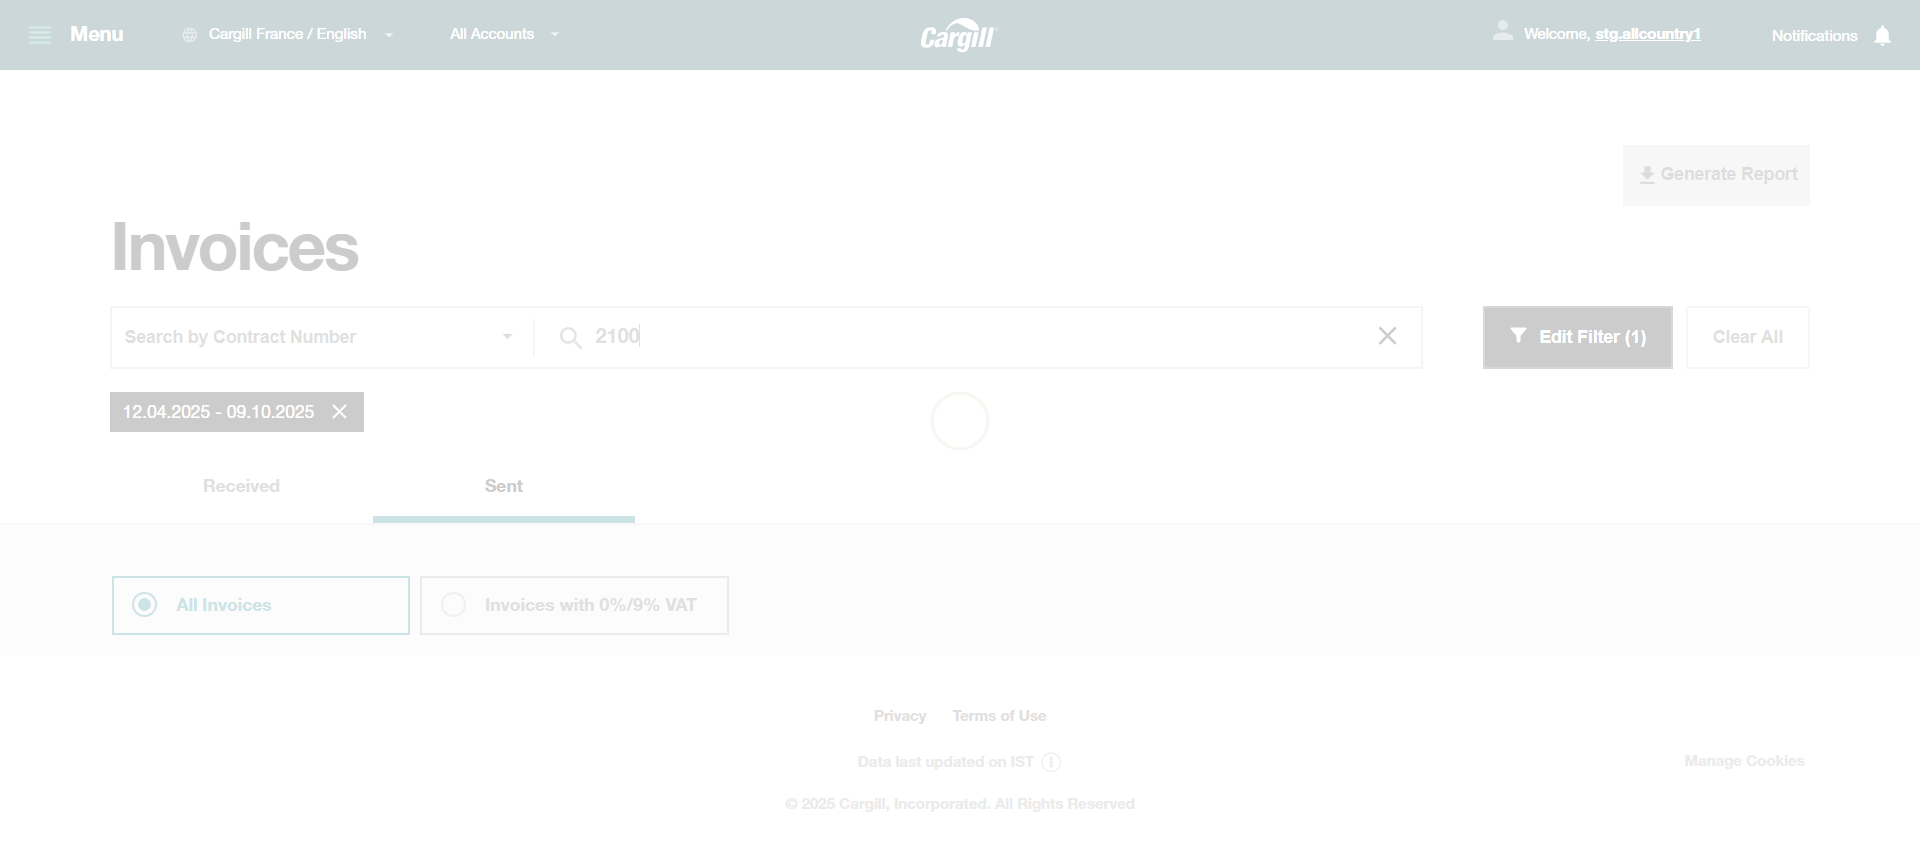 Menu
Cargill France / English
All Accounts
Cargill
Welcome, stg.allcountry1
Notifications
Generate Report
Invoices
Search by Contract Number
2100
Edit Filter (1)
Clear All
12.04.2025 - 09.10.2025
Received
Sent
All Invoices
Invoices with 0%/9% VAT
Privacy
Terms of Use
Data last updated on IST
Manage Cookies
© 2025 Cargill, Incorporated. All Rights Reserved